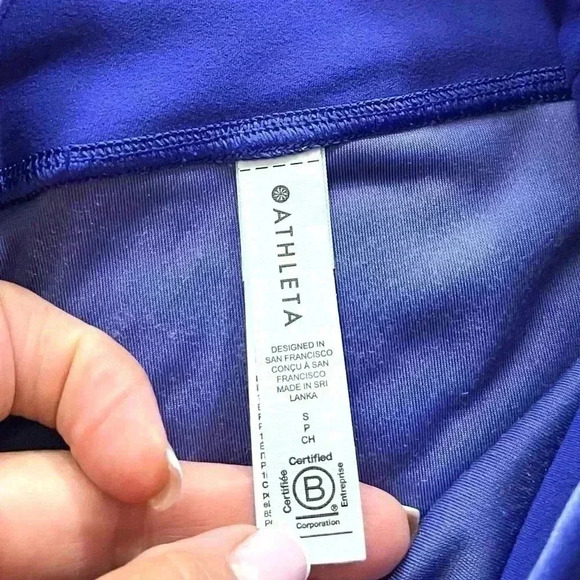 ATHLETA
DESIGNED IN
SAN FRANCISCO
CONÇU À SAN
FRANCISCO
MADE IN SRI
LANKA
S
P
CH
Certified
Certifiée
B
Entreprise
Corporation